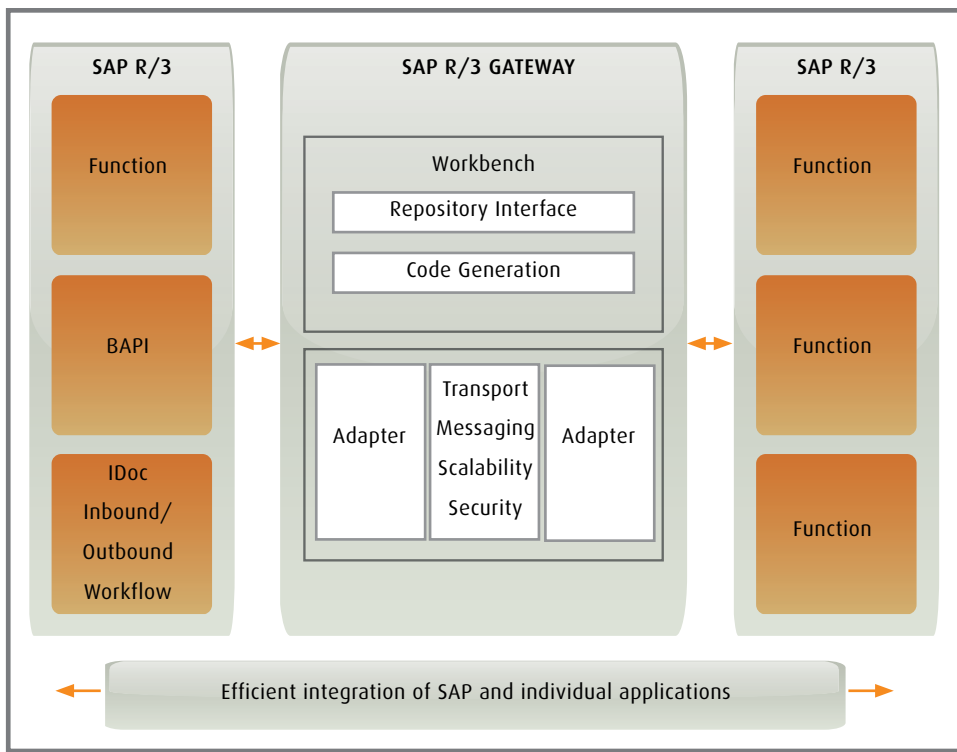 SAP R/3
Function
BAPI
IDoc
Inbound/
Outbound
Workflow
SAP R/3 GATEWAY
Workbench
Repository Interface
Code Generation
Adapter
Transport
Messaging
Scalability
Security
Adapter
SAP R/3
Function
Function
Function
Efficient integration of SAP and individual applications